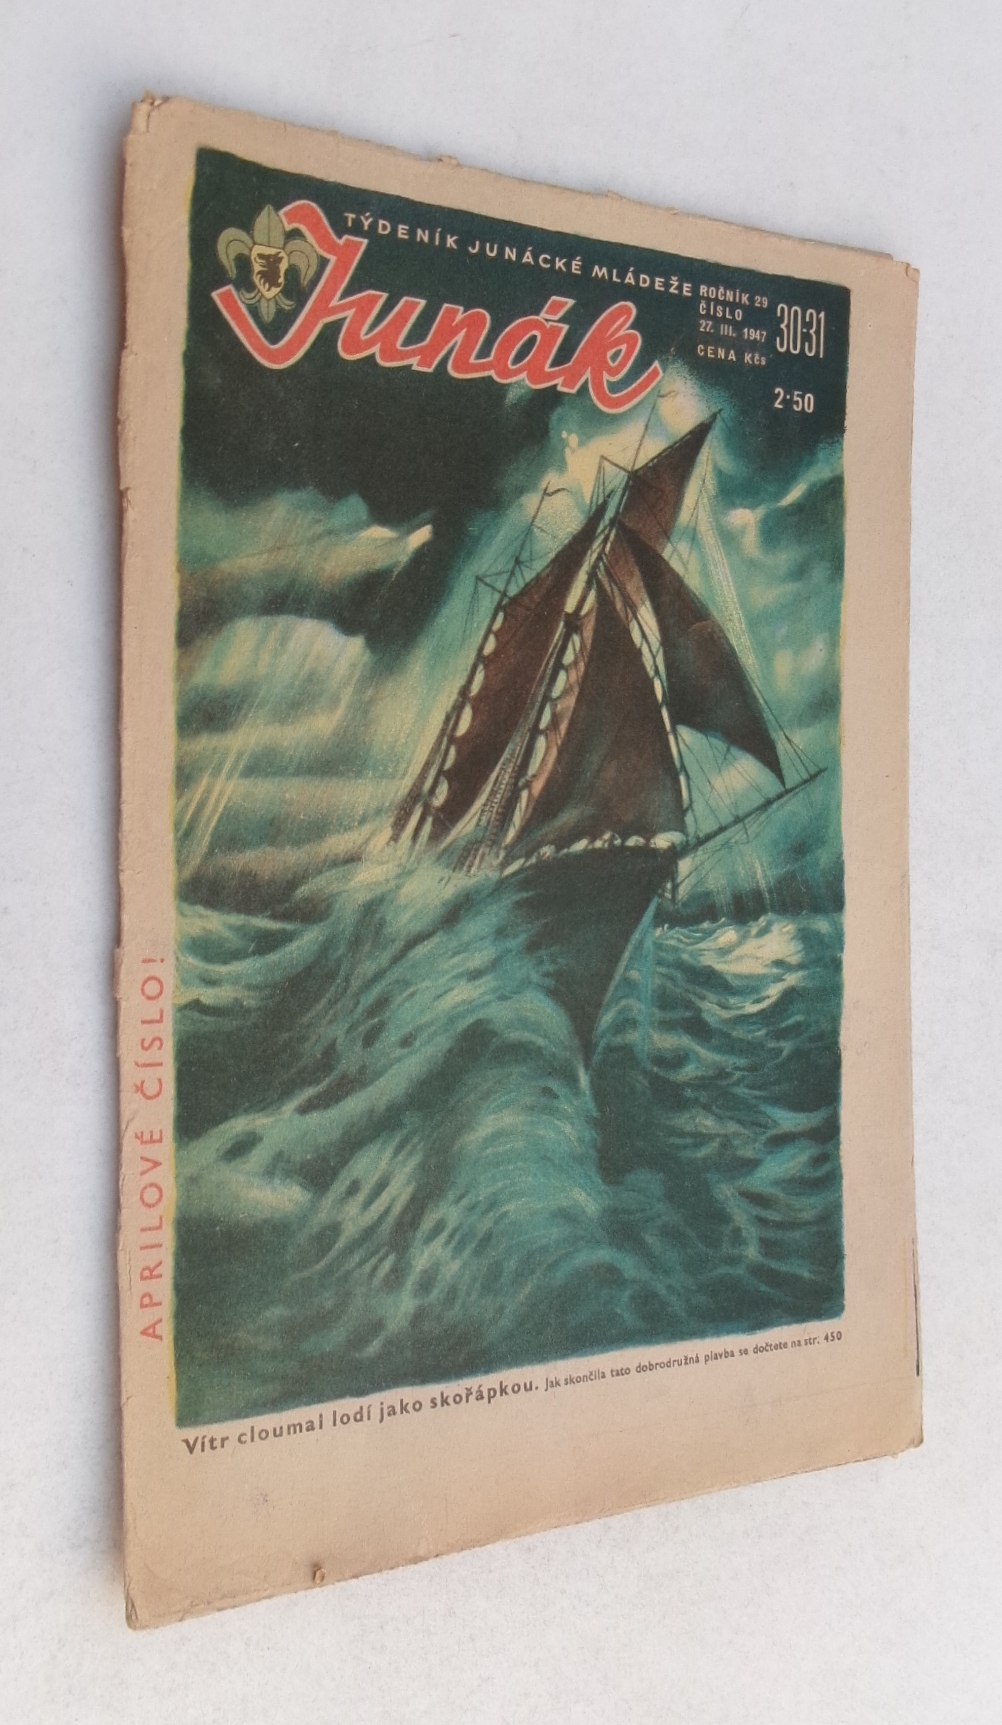 TÝDENÍK JUNÁCKÉ MLÁDEŽE
Junák
ROČNÍK 29
ČÍSLO
30-31
27. III. 1947
CENA Kčs
2·50
APRILOVÉ ČÍSLO!
Vítr cloumal lodí jako skořápkou. Jak skončila tato dobrodružná plavba se dočtete na str. 450